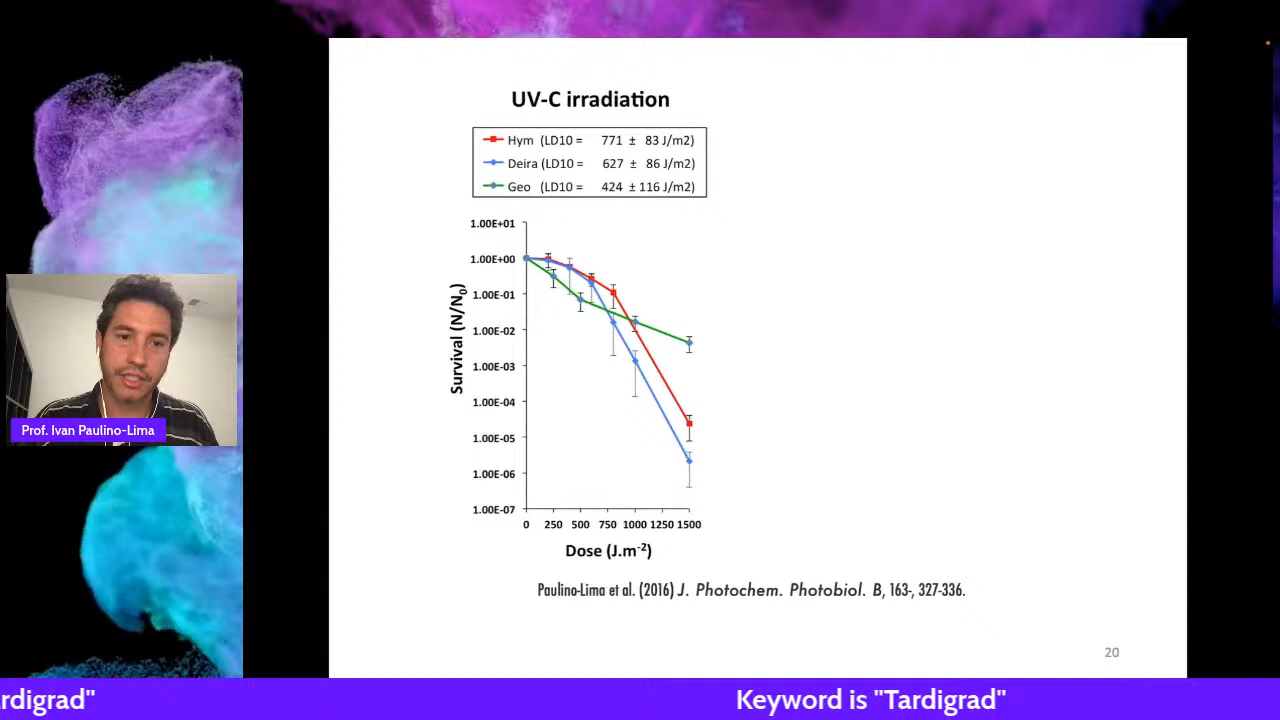 UV-C irradiation
Hym (LD10 = 771 ± 83 J/m2)
Deira (LD10 = 627 ± 86 J/m2)
Geo (LD10 = 424 ± 116 J/m2)
1.00E+01
1.00E+00
1.00E-01
1.00E-02
1.00E-03
1.00E-04
1.00E-05
1.00E-06
1.00E-07
Survival (N/N₀)
0 250 500 750 1000 1250 1500
Dose (J.m⁻²)
Prof. Ivan Paulino-Lima
Paulino-Lima et al. (2016) J. Photochem. Photobiol. B, 163-, 327-336.
20
rdigrad" Keyword is "Tardigrad"